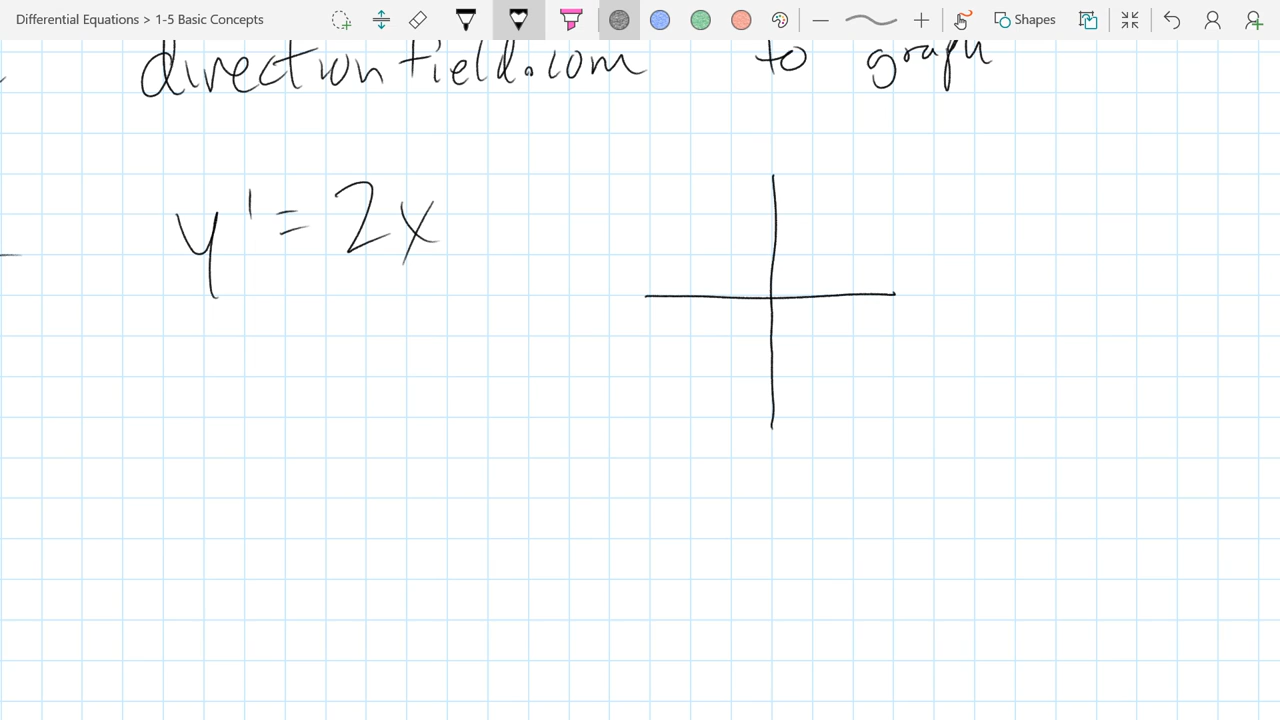 Differential Equations > 1-5 Basic Concepts
Shapes
directionfield.com to graph
y' = 2x